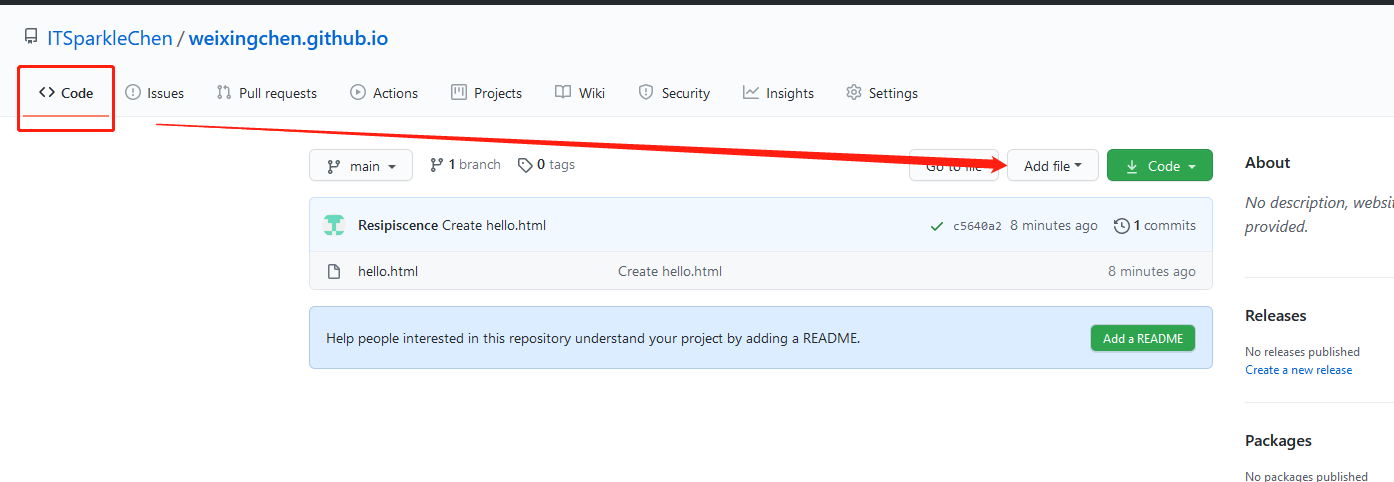 ITSparkleChen / weixingchen.github.io
Code Issues Pull requests Actions Projects Wiki Security Insights Settings
main 1 branch 0 tags Go to file Add file Code
Resipiscence Create hello.html c5640a2 8 minutes ago 1 commits
hello.html Create hello.html 8 minutes ago
Help people interested in this repository understand your project by adding a README. Add a README
About
No description, websi
provided.
Releases
No releases published
Create a new release
Packages
No packages published